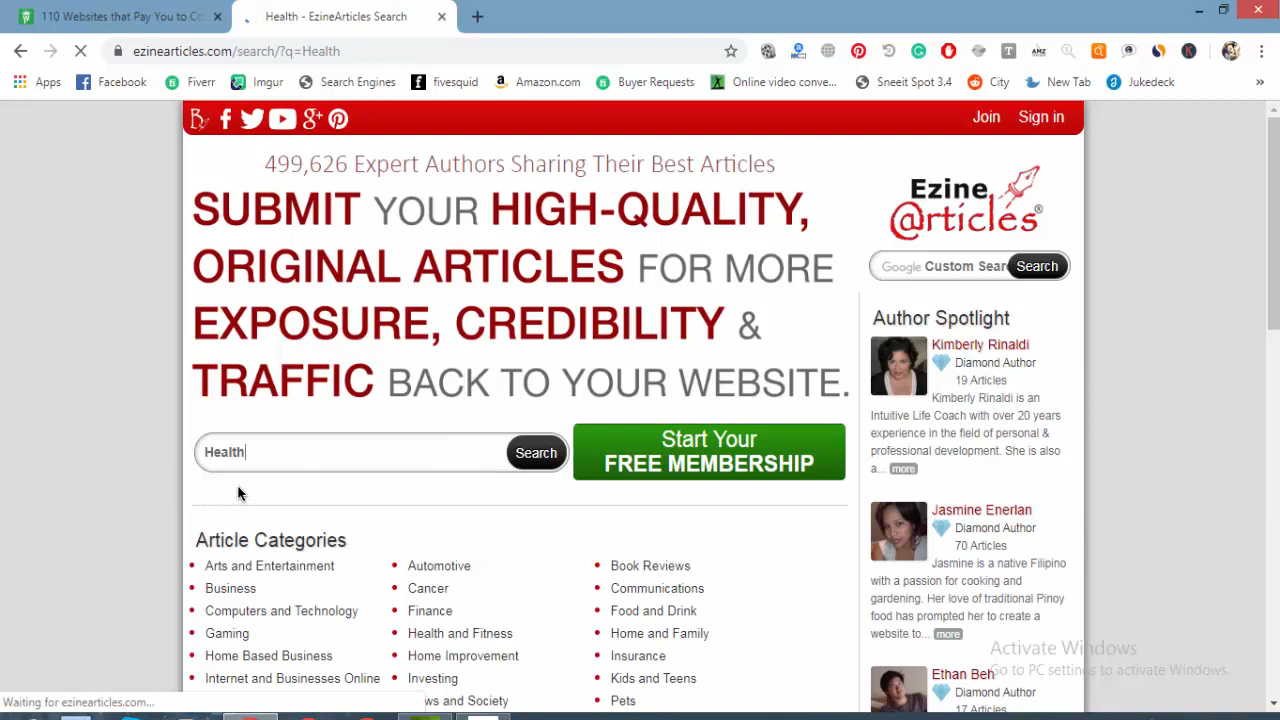 110 Websites that Pay You to Co
Health - EzineArticles Search
ezinearticles.com/search/?q=Health
Apps
Facebook
Fiverr
Imgur
Search Engines
fivesquid
Amazon.com
Buyer Requests
Online video conve...
Sneeit Spot 3.4
City
New Tab
Jukedeck
Join
Sign in
499,626 Expert Authors Sharing Their Best Articles
SUBMIT YOUR HIGH-QUALITY,
ORIGINAL ARTICLES FOR MORE
EXPOSURE, CREDIBILITY &
TRAFFIC BACK TO YOUR WEBSITE.
Health
Search
Start Your
FREE MEMBERSHIP
Article Categories
Arts and Entertainment
Automotive
Book Reviews
Business
Cancer
Communications
Computers and Technology
Finance
Food and Drink
Gaming
Health and Fitness
Home and Family
Home Based Business
Home Improvement
Insurance
Internet and Businesses Online
Investing
Kids and Teens
ws and Society
Pets
Ezine
@rticles®
Google Custom Sear
Search
Author Spotlight
Kimberly Rinaldi
Diamond Author
19 Articles
Kimberly Rinaldi is an
Intuitive Life Coach with over 20 years
experience in the field of personal &
professional development. She is also
a... more
Jasmine Enerlan
Diamond Author
70 Articles
Jasmine is a native Filipino
with a passion for cooking and
gardening. Her love of traditional Pinoy
food has prompted her to create a
website to... more
Ethan Beh
Diamond Author
17 Articles
Activate Windows
Go to PC settings to activate Windows.
Waiting for ezinearticles.com...